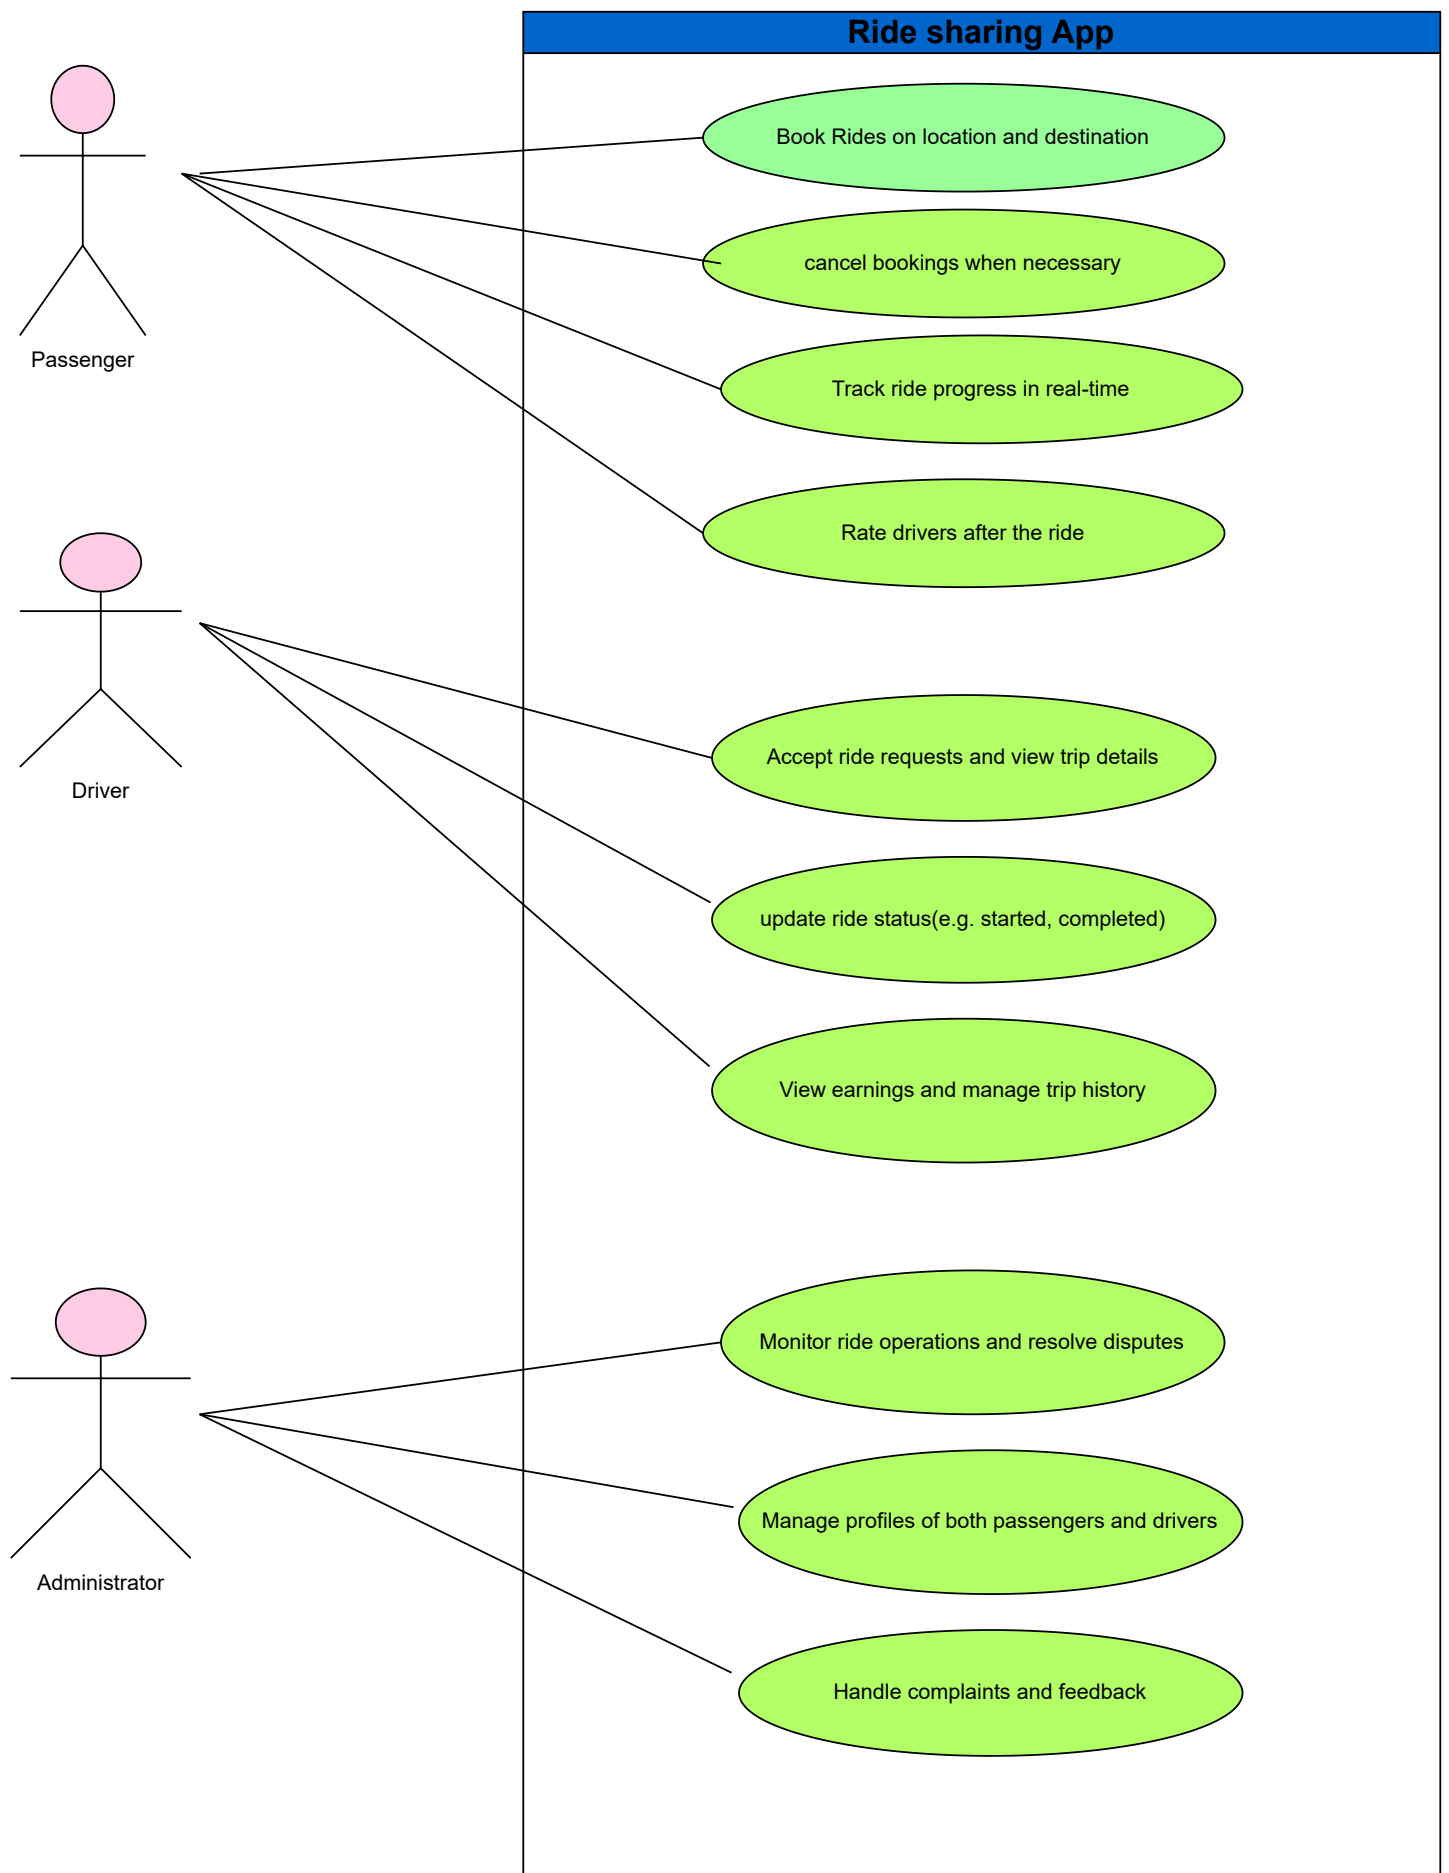 Ride sharing App
Book Rides on location and destination
cancel bookings when necessary
Passenger
Track ride progress in real-time
Rate drivers after the ride
Accept ride requests and view trip details
Driver
update ride status(e.g. started, completed)
View earnings and manage trip history
Monitor ride operations and resolve disputes
Manage profiles of both passengers and drivers
Administrator
Handle complaints and feedback